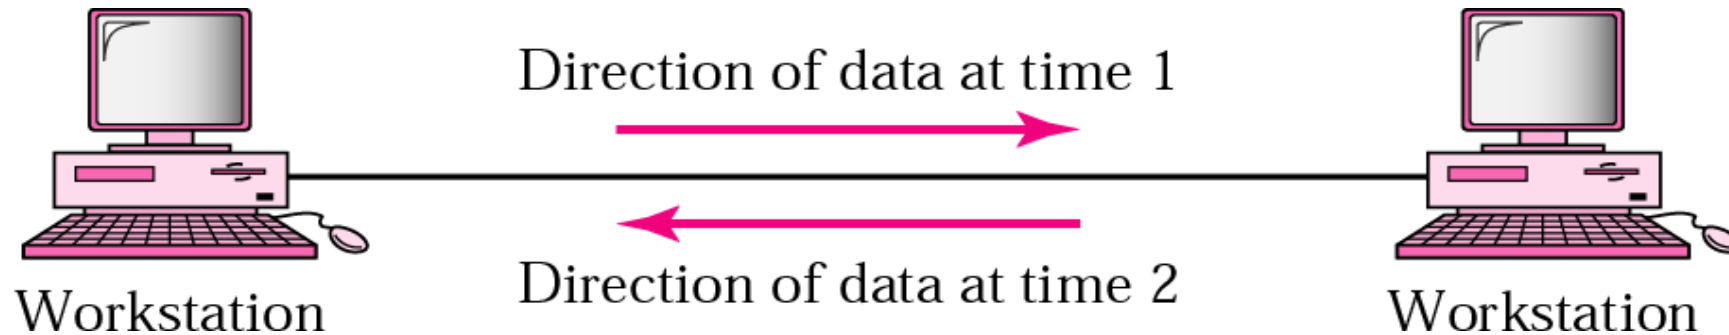 Direction of data at time 1
Direction of data at time 2
Workstation
Workstation